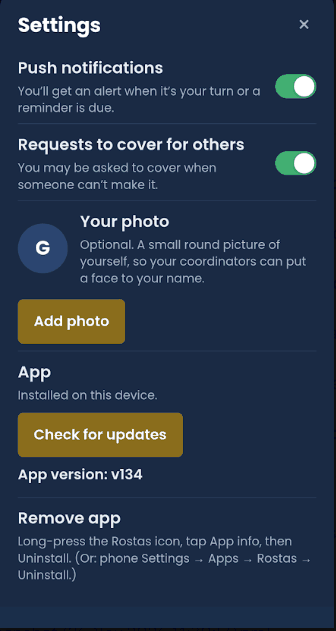 Settings
×
Push notifications
You'll get an alert when it's your turn or a
reminder is due.
Requests to cover for others
You may be asked to cover when
someone can't make it.
G
Your photo
Optional. A small round picture of
yourself, so your coordinators can put
a face to your name.
Add photo
App
Installed on this device.
Check for updates
App version: v134
Remove app
Long-press the Rostas icon, tap App info, then
Uninstall. (Or: phone Settings → Apps → Rostas →
Uninstall.)